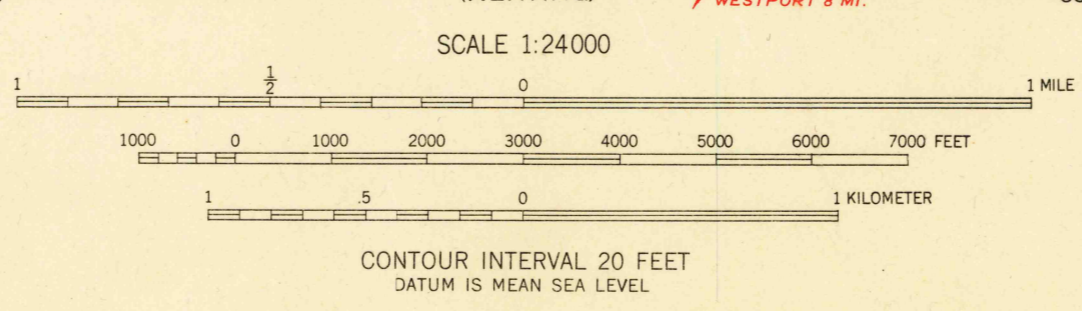 WESTPORT 8 MI.
SCALE 1:24000
1 1/2 0 1 MILE
1000 0 1000 2000 3000 4000 5000 6000 7000 FEET
1 .5 0 1 KILOMETER
CONTOUR INTERVAL 20 FEET
DATUM IS MEAN SEA LEVEL